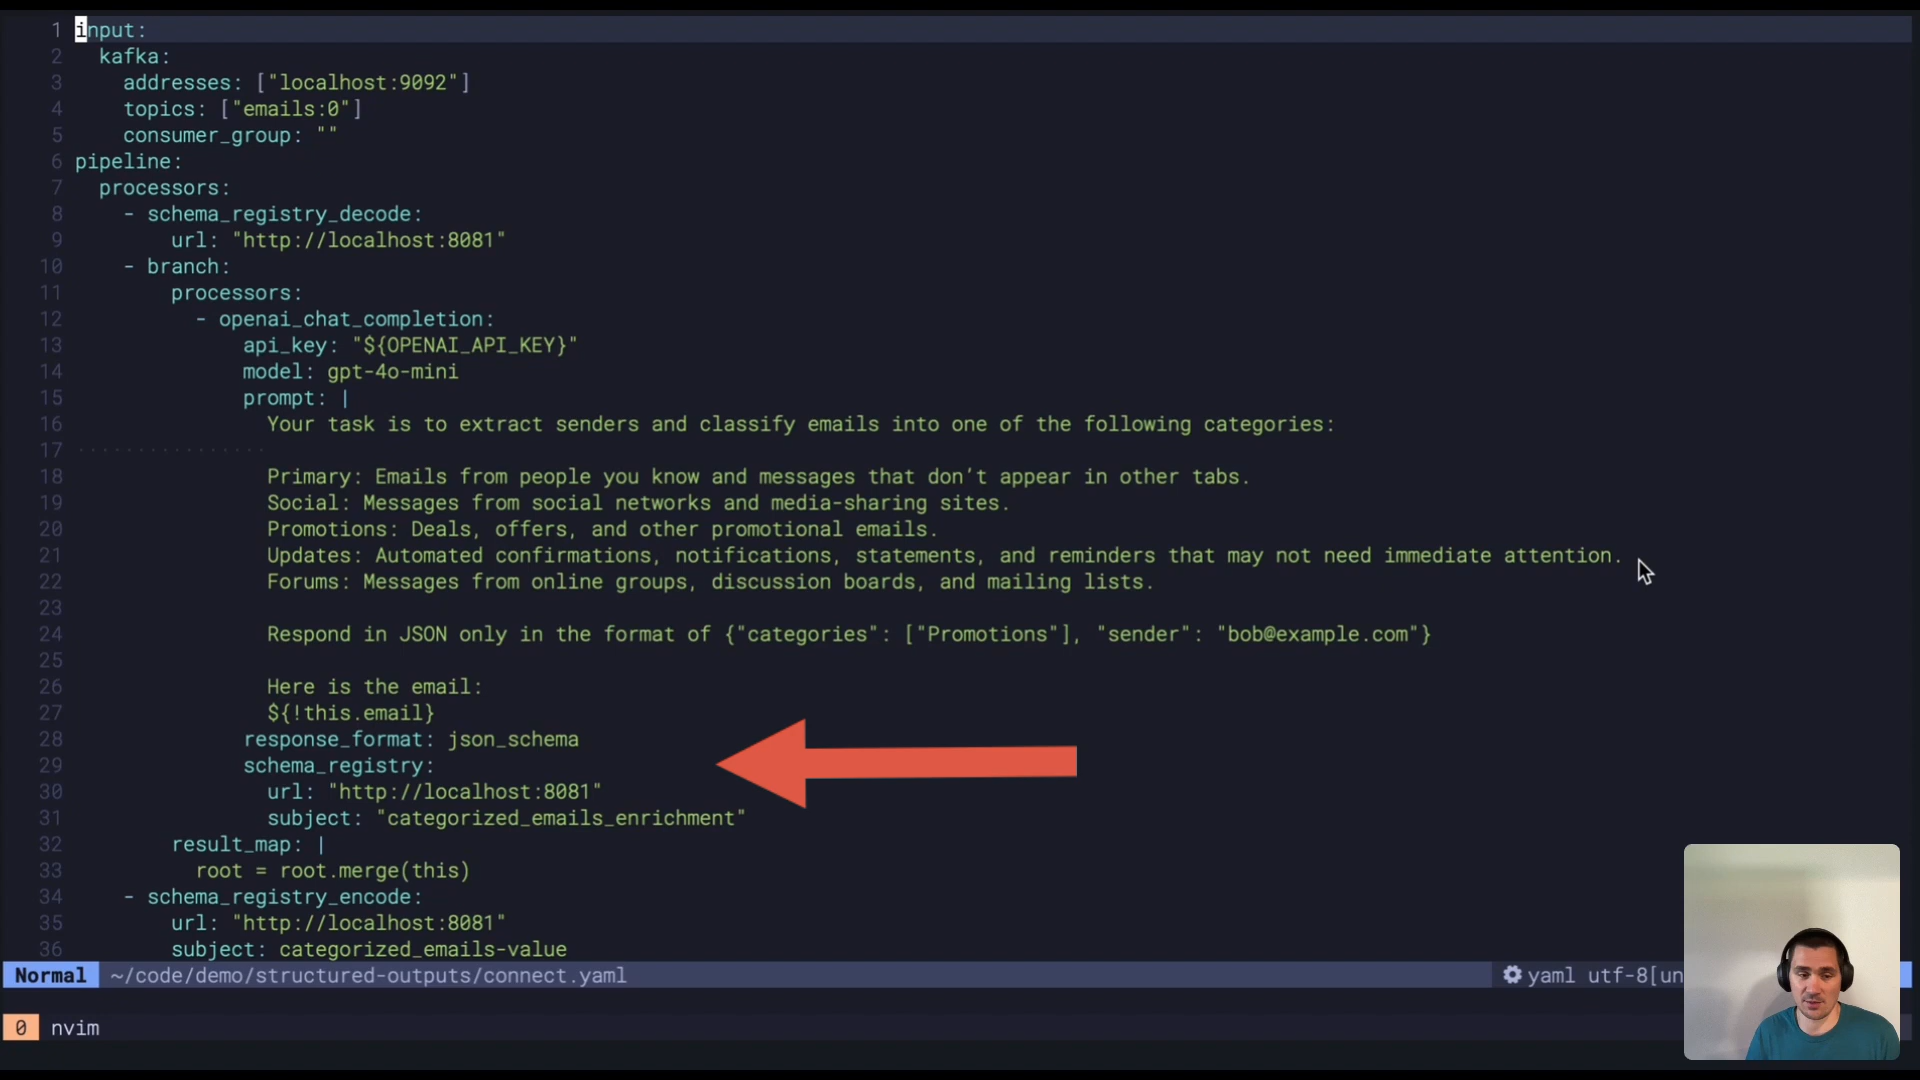 1 input:
2 kafka:
3 addresses: ["localhost:9092"]
4 topics: ["emails:0"]
5 consumer_group: ""
6 pipeline:
7 processors:
8 - schema_registry_decode:
9 url: "http://localhost:8081"
10 - branch:
11 processors:
12 - openai_chat_completion:
13 api_key: "${OPENAI_API_KEY}"
14 model: gpt-4o-mini
15 prompt: |
16 Your task is to extract senders and classify emails into one of the following categories:
17
18 Primary: Emails from people you know and messages that don't appear in other tabs.
19 Social: Messages from social networks and media-sharing sites.
20 Promotions: Deals, offers, and other promotional emails.
21 Updates: Automated confirmations, notifications, statements, and reminders that may not need immediate attention.
22 Forums: Messages from online groups, discussion boards, and mailing lists.
23
24 Respond in JSON only in the format of {"categories": ["Promotions"], "sender": "bob@example.com"}
25
26 Here is the email:
27 ${!this.email}
28 response_format: json_schema
29 schema_registry:
30 url: "http://localhost:8081"
31 subject: "categorized_emails_enrichment"
32 result_map: |
33 root = root.merge(this)
34 - schema_registry_encode:
35 url: "http://localhost:8081"
36 subject: categorized_emails-value
Normal ~/code/demo/structured-outputs/connect.yaml yaml utf-8[un
0 nvim